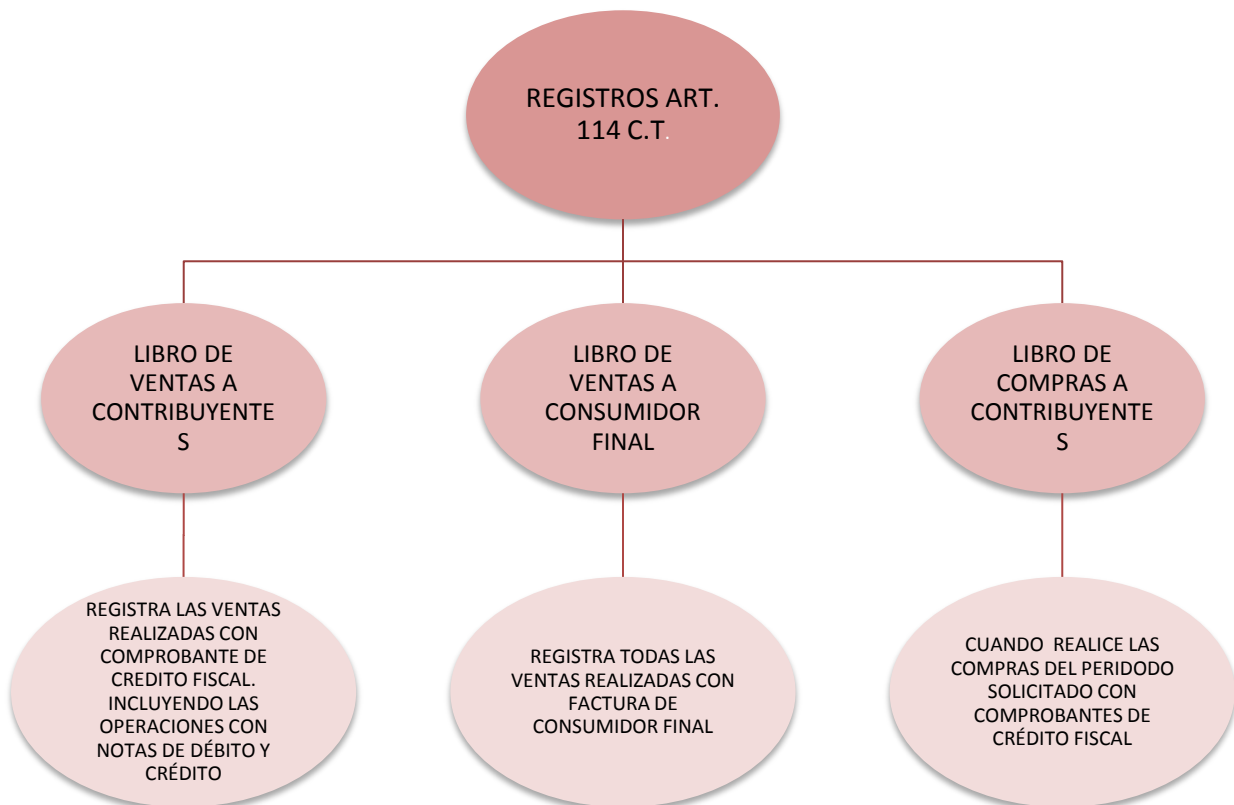 REGISTROS ART.
114 C.T.
LIBRO DE
VENTAS A
CONTRIBUYENTE
S
LIBRO DE
VENTAS A
CONSUMIDOR
FINAL
LIBRO DE
COMPRAS A
CONTRIBUYENTE
S
REGISTRA LAS VENTAS
REALIZADAS CON
COMPROBANTE DE
CREDITO FISCAL.
INCLUYENDO LAS
OPERACIONES CON
NOTAS DE DÉBITO Y
CRÉDITO
REGISTRA TODAS LAS
VENTAS REALIZADAS CON
FACTURA DE
CONSUMIDOR FINAL
CUANDO  REALICE LAS
COMPRAS DEL PERIDODO
SOLICITADO CON
COMPROBANTES DE
CRÉDITO FISCAL